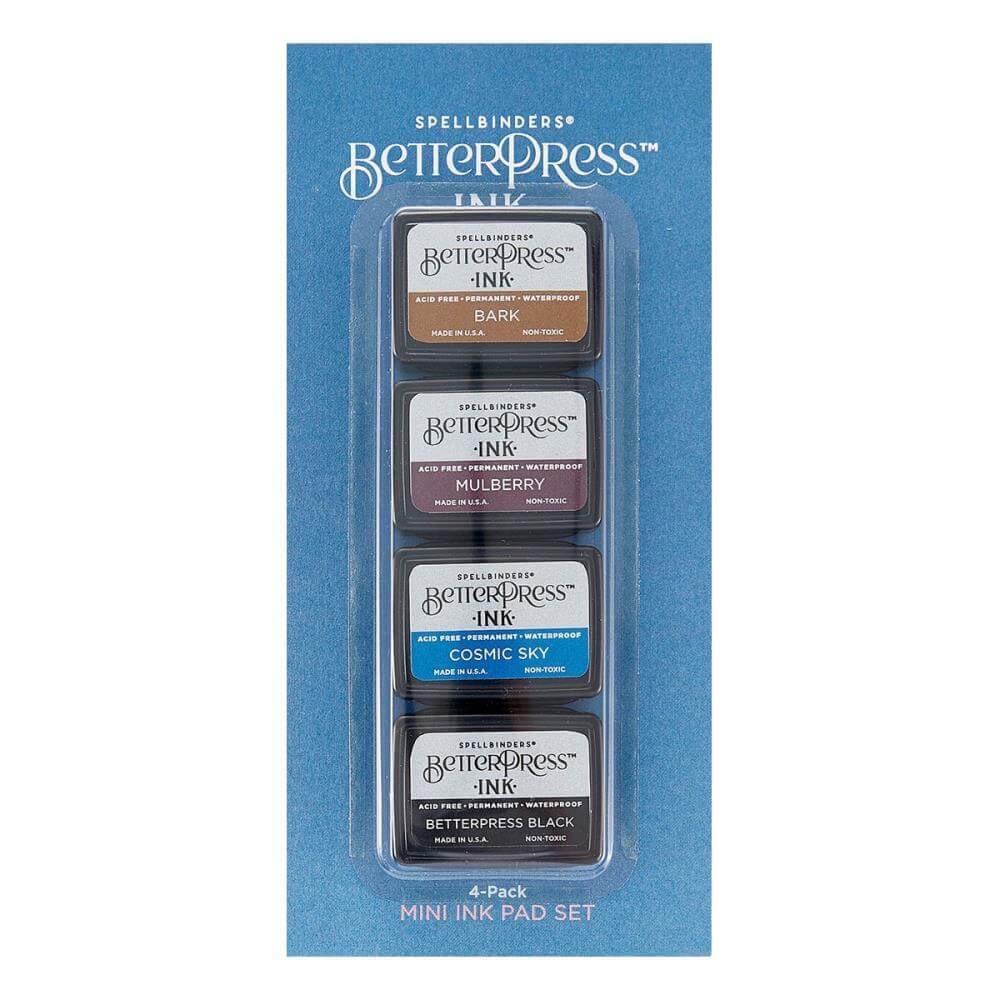 SPELLBINDERS®
BETTERPRESS™
INK
SPELLBINDERS®
BETTERPRESS™
·INK·
ACID FREE • PERMANENT • WATERPROOF
BARK
MADE IN U.S.A. NON-TOXIC
SPELLBINDERS®
BETTERPRESS™
·INK·
ACID FREE • PERMANENT • WATERPROOF
MULBERRY
MADE IN U.S.A. NON-TOXIC
SPELLBINDERS®
BETTERPRESS™
·INK·
ACID FREE • PERMANENT • WATERPROOF
COSMIC SKY
MADE IN U.S.A. NON-TOXIC
SPELLBINDERS®
BETTERPRESS™
·INK·
ACID FREE • PERMANENT • WATERPROOF
BETTERPRESS BLACK
MADE IN U.S.A. NON-TOXIC
4-Pack
MINI INK PAD SET